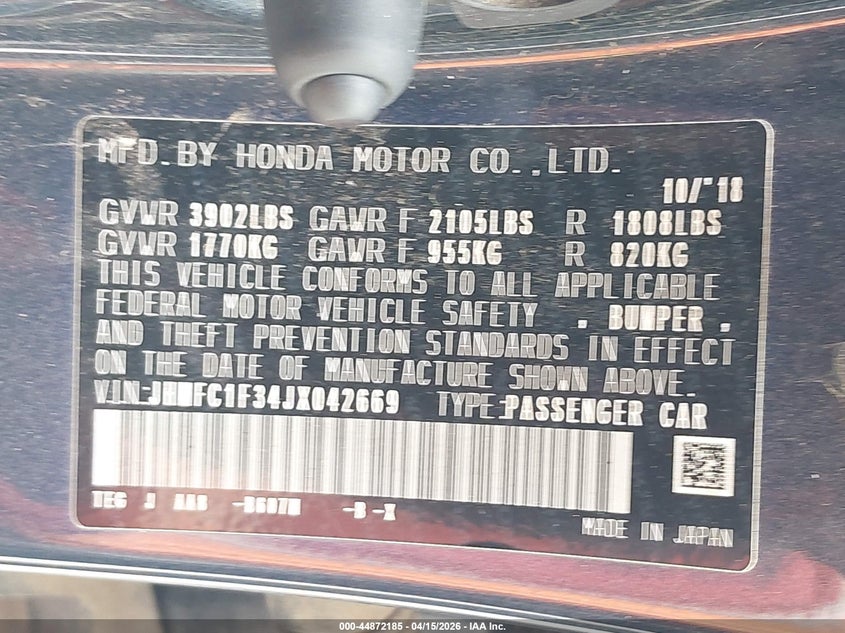 MFD.BY HONDA MOTOR CO.,LTD.
10/'18
GVWR 3902LBS GAWR F 2105LBS R 1808LBS
GVWR 1770KG GAWR F 955KG R 820KG
THIS VEHICLE CONFORMS TO ALL APPLICABLE
FEDERAL MOTOR VEHICLE SAFETY , BUMPER ,
AND THEFT PREVENTION STANDARDS IN EFFECT
ON THE DATE OF MANUFACTURE SHOWN ABOVE.
VIN:JHMFC1F34JX042669 TYPE:PASSENGER CAR
TEG J AA8 -B -X
MADE IN JAPAN
000-44872185 - 04/15/2026 - IAA Inc.